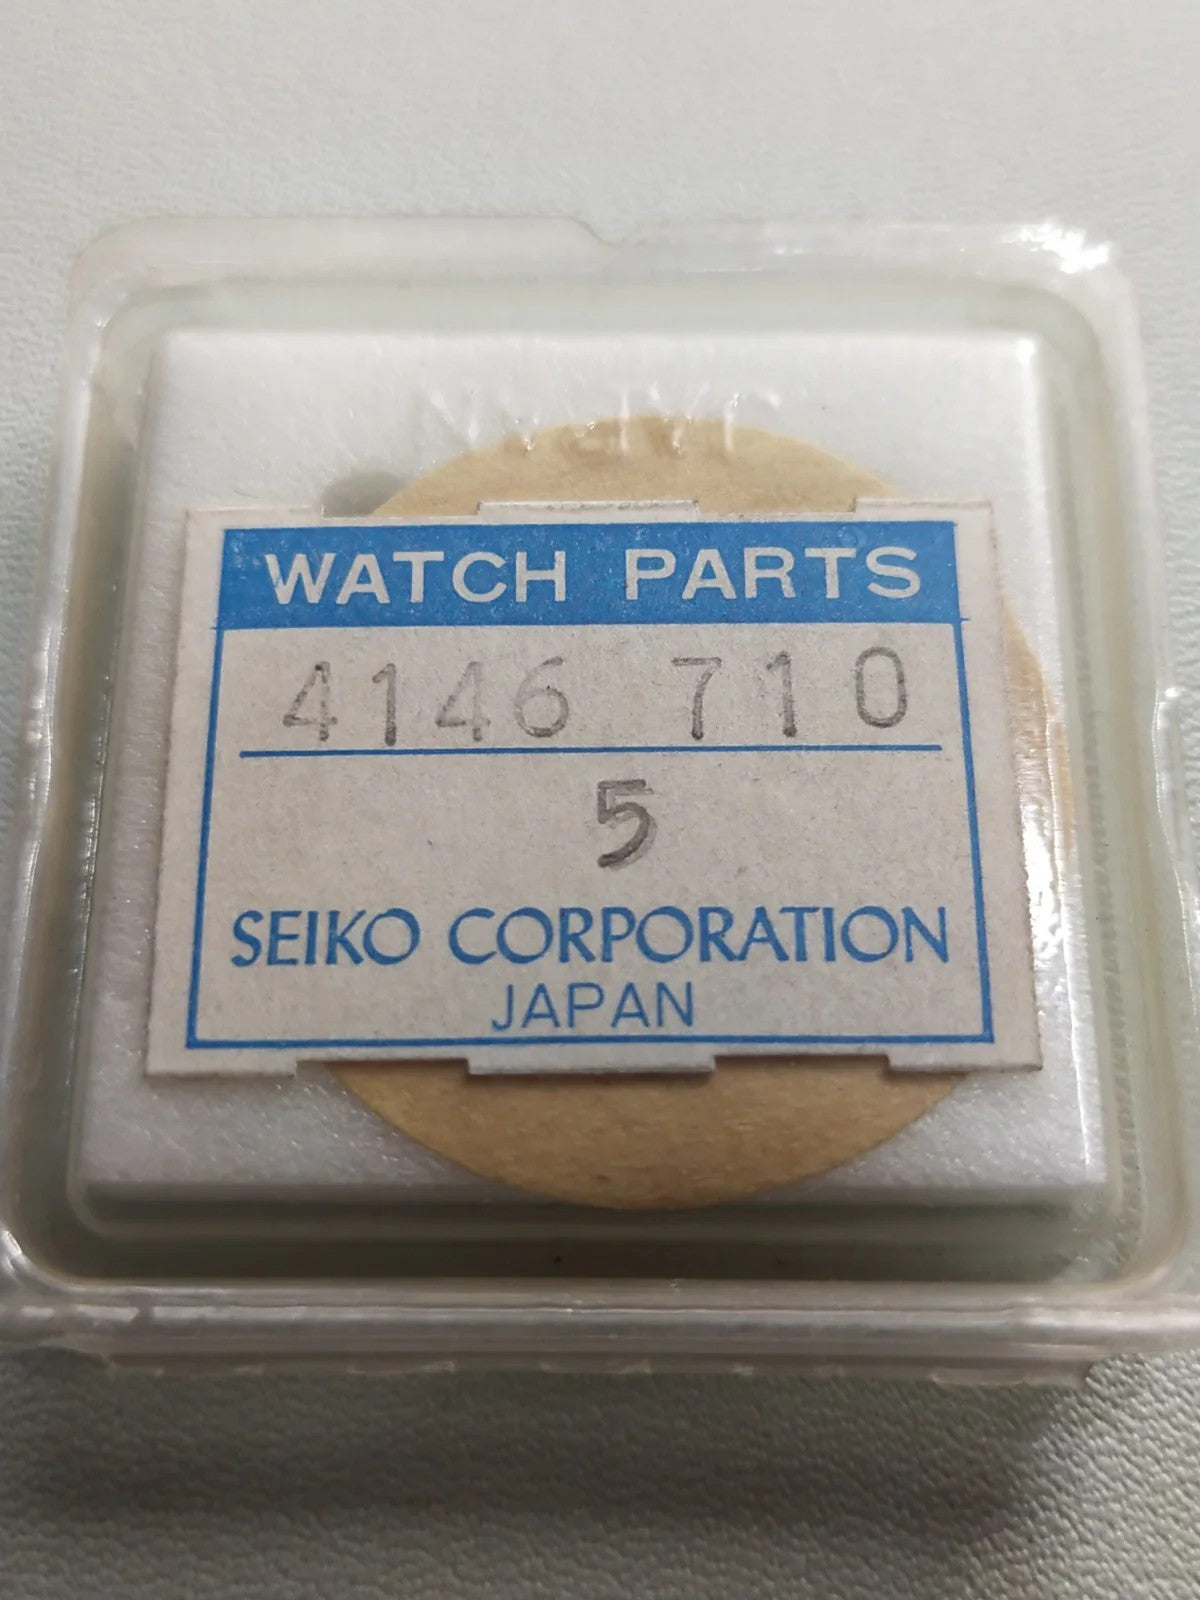 WATCH PARTS
4146 710
5
SEIKO CORPORATION
JAPAN